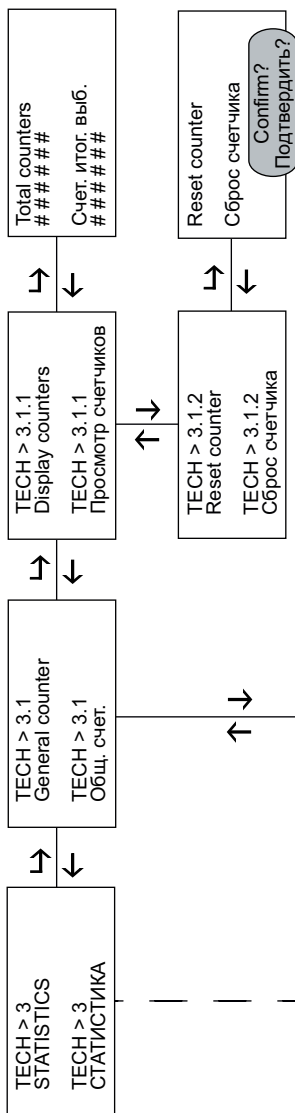 TECH > 3
STATISTICS
TECH > 3
СТАТИСТИКА
TECH > 3.1
General counter
TECH > 3.1
Общ. счет.
TECH > 3.1.1
Display counters
TECH > 3.1.1
Просмотр счетчиков
Total counters
######
Счет. итог. выб.
######
TECH > 3.1.2
Reset counter
TECH > 3.1.2
Сброс счетчика
Reset counter
Сброс счетчика
Confirm?
Подтвердить?